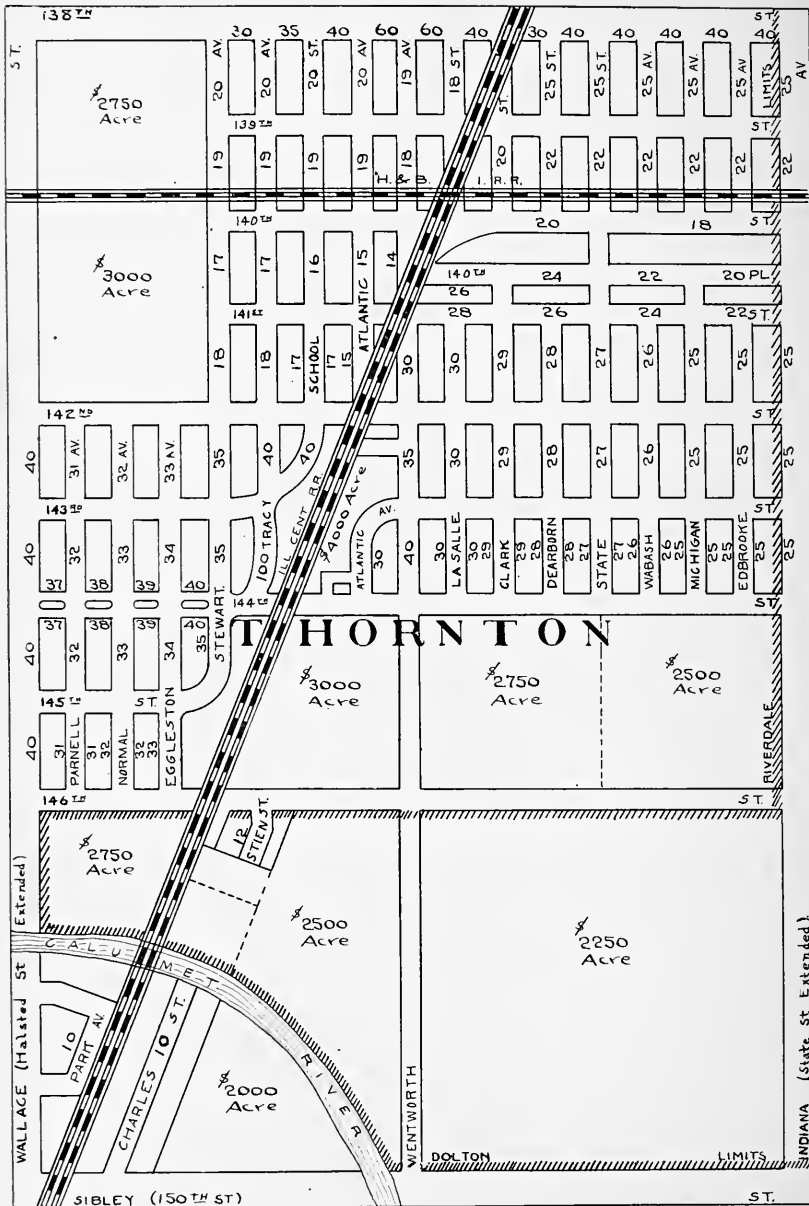 138TH ST.
30 35 40 60 60 40 30 40 40 40 40 40
ST. AV. AV. ST. AV. AV. ST ST. ST. AV. AV. AV LIMITS AV
20 20 20 20 19 18 25 25 25 25 25 25
$2750 Acre
139TH ST.
19 19 19 19 18 20 22 22 22 22 22 22
H. & B. I. R.R.
140TH ST
20 18
$3000 Acre
17 17 16 ATLANTIC 15 14
140TH 24 22 20 PL.
26
141ST 28 26 24 22 ST.
18 18 17 SCHOOL 17 15 30 30 29 28 27 26 25 25 25
142ND ST.
40 31 AV. 32 AV. 33 AV. 35 40 40 35 30 29 28 27 26 25 25 25
ILL CENT RR.
$4000 Acre
143RD AV. ST
40 32 33 34 35 100 TRACY ATLANTIC 30 40 30 LA SALLE 30 29 CLARK 29 28 DEARBORN 28 27 STATE 27 26 WABASH 26 25 MICHIGAN 25 25 EDBROOKE 25 25
37 38 39 40
144TH ST.
37 38 39 40
THORNTON
40 32 33 34 35 STEWART
$3000 Acre
$2750 Acre
$2500 Acre
145TH ST.
RIVERDALE
40 31 PARNELL 31 32 NORMAL 32 33 EGGLESTON
146TH ST.
12 STIEN ST.
$2750 Acre
$2500 Acre
$2250 Acre
CALUMET RIVER
WALLACE (Halsted St Extended)
10 PARK AV.
CHARLES 10 ST.
$2000 Acre
WENTWORTH
INDIANA (State St Extended)
DOLTON LIMITS
SIBLEY (150TH ST) ST.